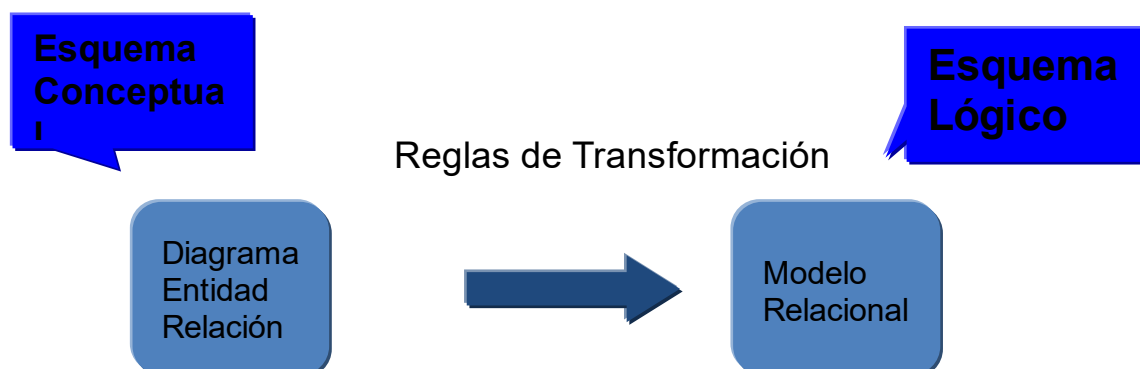 Esquema
Conceptua
l
Esquema
Lógico
Reglas de Transformación
Diagrama
Entidad
Relación
Modelo
Relacional